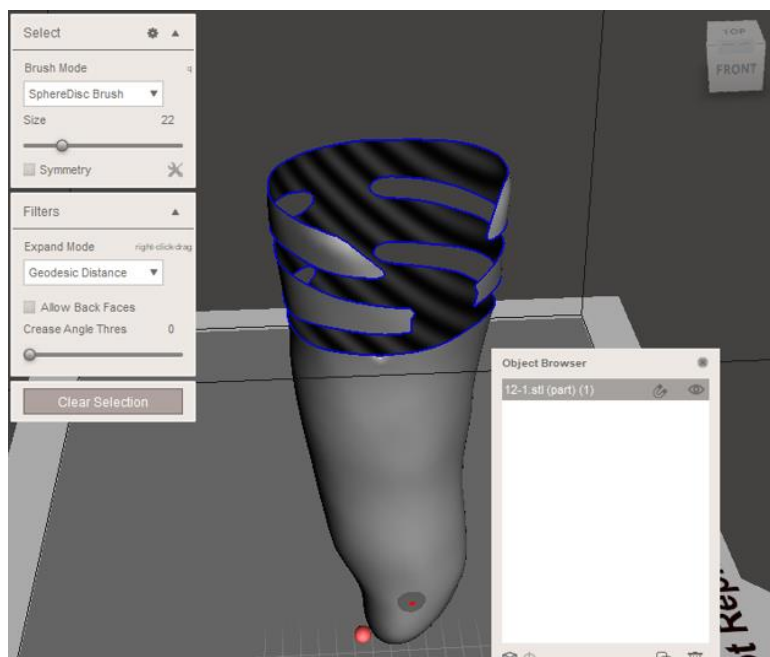 Select
Brush Mode
q
SphereDisc Brush
Size 22
Symmetry
Filters
Expand Mode right-click-drag
Geodesic Distance
Allow Back Faces
Crease Angle Thres 0
Clear Selection
TOP
FRONT
Object Browser
12-1.stl (part) (1)